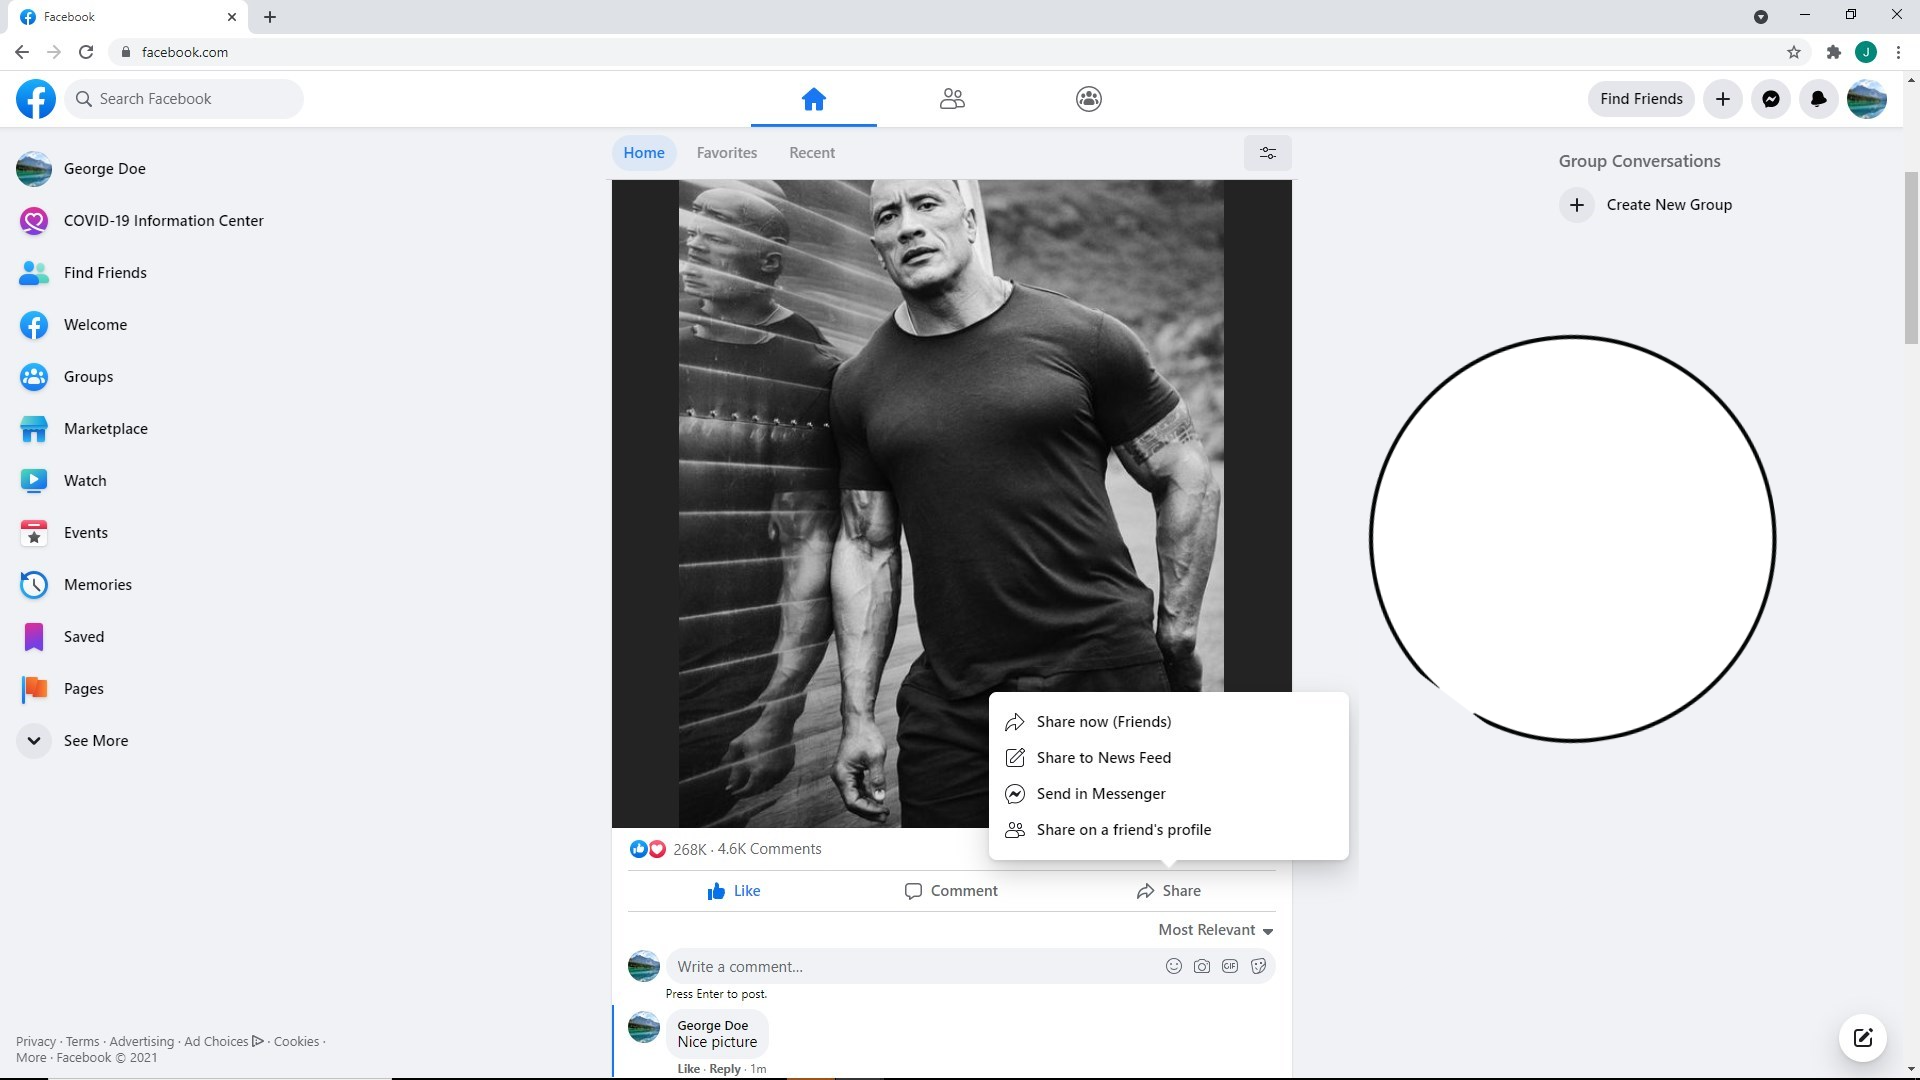 Facebook
facebook.com
Search Facebook
Find Friends
George Doe
COVID-19 Information Center
Find Friends
Welcome
Groups
Marketplace
Watch
Events
Memories
Saved
Pages
See More
Privacy · Terms · Advertising · Ad Choices · Cookies ·
More · Facebook © 2021
Home Favorites Recent
Share now (Friends)
Share to News Feed
Send in Messenger
Share on a friend's profile
268K · 4.6K Comments
Like Comment Share
Most Relevant
Write a comment...
GIF
Press Enter to post.
George Doe
Nice picture
Like · Reply · 1m
Group Conversations
Create New Group
J